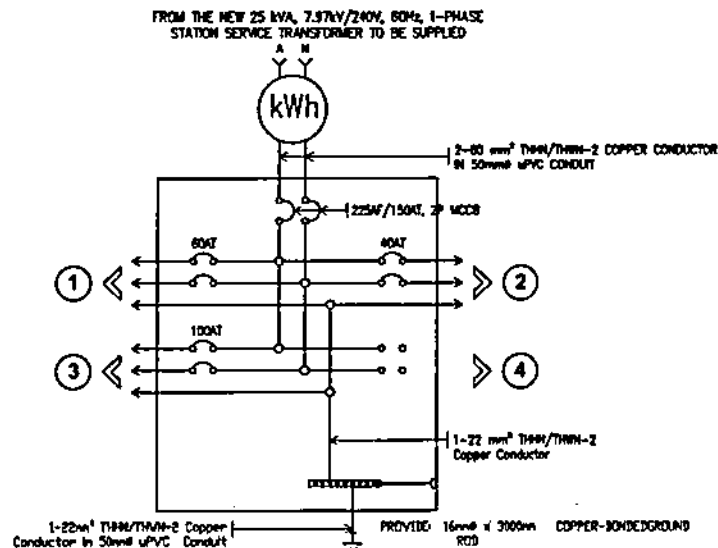 FROM THE NEW 25 kVA, 7.97kV/240V, 60Hz, 1-PHASE
STATION SERVICE TRANSFORMER TO BE SUPPLIED
A N
kWh
2-60 mm² THHN/THWN-2 COPPER CONDUCTOR
IN 50mmø uPVC CONDUIT
225AF/150AT, 2P MCCB
60AT
40AT
1
2
100AT
3
4
1-22 mm² THHN/THWN-2
Copper Conductor
1-22mm² THHN/THWN-2 Copper
Conductor in 50mmø uPVC Conduit
PROVIDE: 16mmø x 3000mm COPPER-BONDEDGROUND
ROD